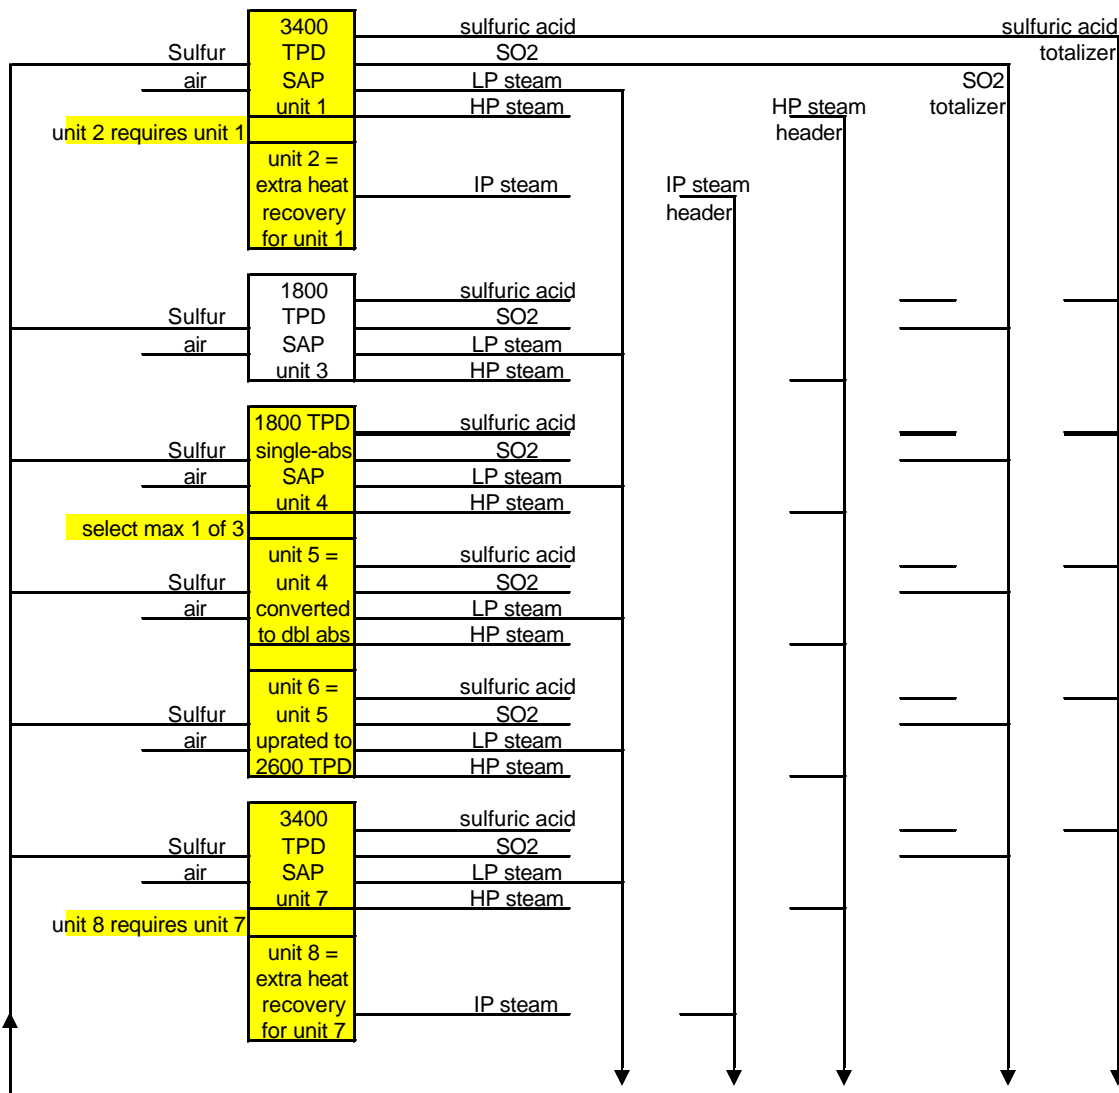 3400 sulfuric acid sulfuric acid
Sulfur TPD SO2 totalizer
air SAP LP steam SO2
unit 1 HP steam HP steam totalizer
unit 2 requires unit 1 header
unit 2 =
extra heat IP steam IP steam
recovery header
for unit 1
1800 sulfuric acid
Sulfur TPD SO2
air SAP LP steam
unit 3 HP steam
1800 TPD sulfuric acid
Sulfur single-abs SO2
air SAP LP steam
unit 4 HP steam
select max 1 of 3
unit 5 = sulfuric acid
Sulfur unit 4 SO2
air converted LP steam
to dbl abs HP steam
unit 6 = sulfuric acid
Sulfur unit 5 SO2
air uprated to LP steam
2600 TPD HP steam
3400 sulfuric acid
Sulfur TPD SO2
air SAP LP steam
unit 7 HP steam
unit 8 requires unit 7
unit 8 =
extra heat
recovery IP steam
for unit 7